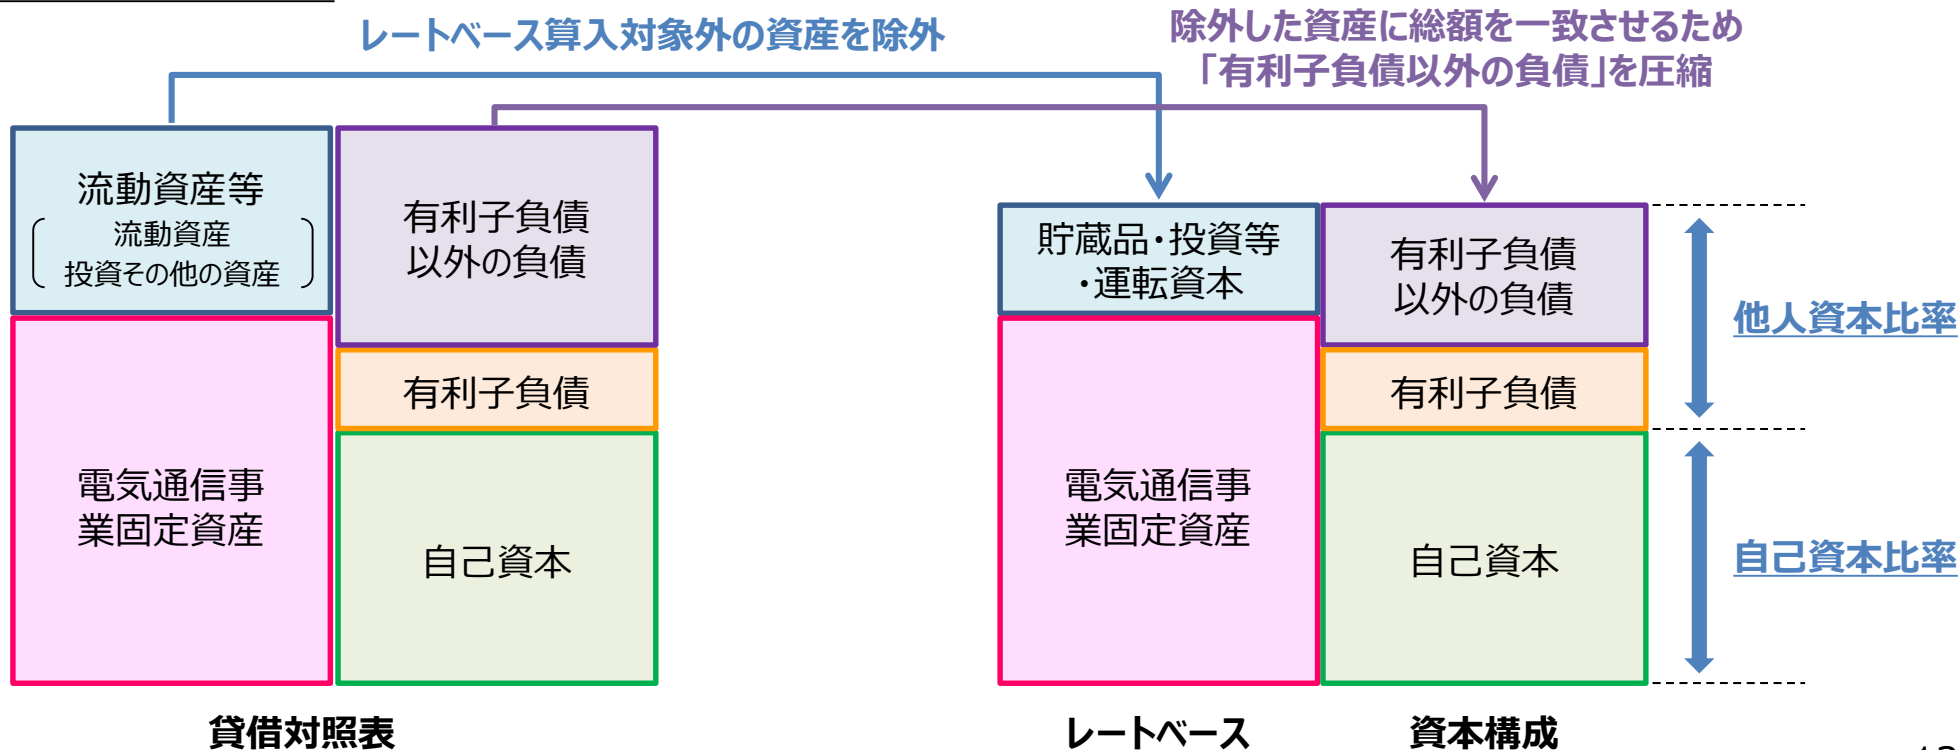 レートベース算入対象外の資産を除外
除外した資産に総額を一致させるため
「有利子負債以外の負債」を圧縮
流動資産等
流動資産
投資その他の資産
有利子負債
以外の負債
有利子負債
電気通信事
業固定資産
自己資本
貸借対照表
貯蔵品・投資等
・運転資本
有利子負債
以外の負債
有利子負債
電気通信事
業固定資産
自己資本
他人資本比率
自己資本比率
レートベース
資本構成